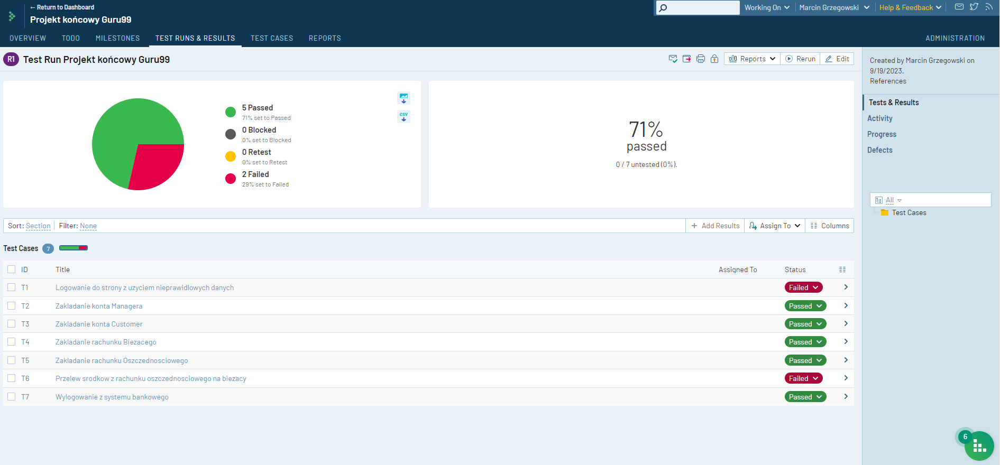 ← Return to Dashboard
Projekt końcowy Guru99
Working On
Marcin Grzegowski
Help & Feedback
OVERVIEW
TODO
MILESTONES
TEST RUNS & RESULTS
TEST CASES
REPORTS
ADMINISTRATION
R1
Test Run Projekt końcowy Guru99
Reports
Rerun
Edit
5 Passed
71% set to Passed
0 Blocked
0% set to Blocked
0 Retest
0% set to Retest
2 Failed
29% set to Failed
CSV
71%
passed
0 / 7 untested (0%).
Sort: Section
Filter: None
+ Add Results
Assign To
Columns
Test Cases 7
ID Title Assigned To Status
T1 Logowanie do strony z uzyciem nieprawidlowych danych Failed
T2 Zakladanie konta Managera Passed
T3 Zakladanie konta Customer Passed
T4 Zakladanie rachunku Biezacego Passed
T5 Zakladanie rachunku Oszczednosciowego Passed
T6 Przelew srodkow z rachunku oszczednosciowego na biezacy Failed
T7 Wylogowanie z systemu bankowego Passed
Created by Marcin Grzegowski on
9/19/2023.
References
Tests & Results
Activity
Progress
Defects
All
Test Cases
6